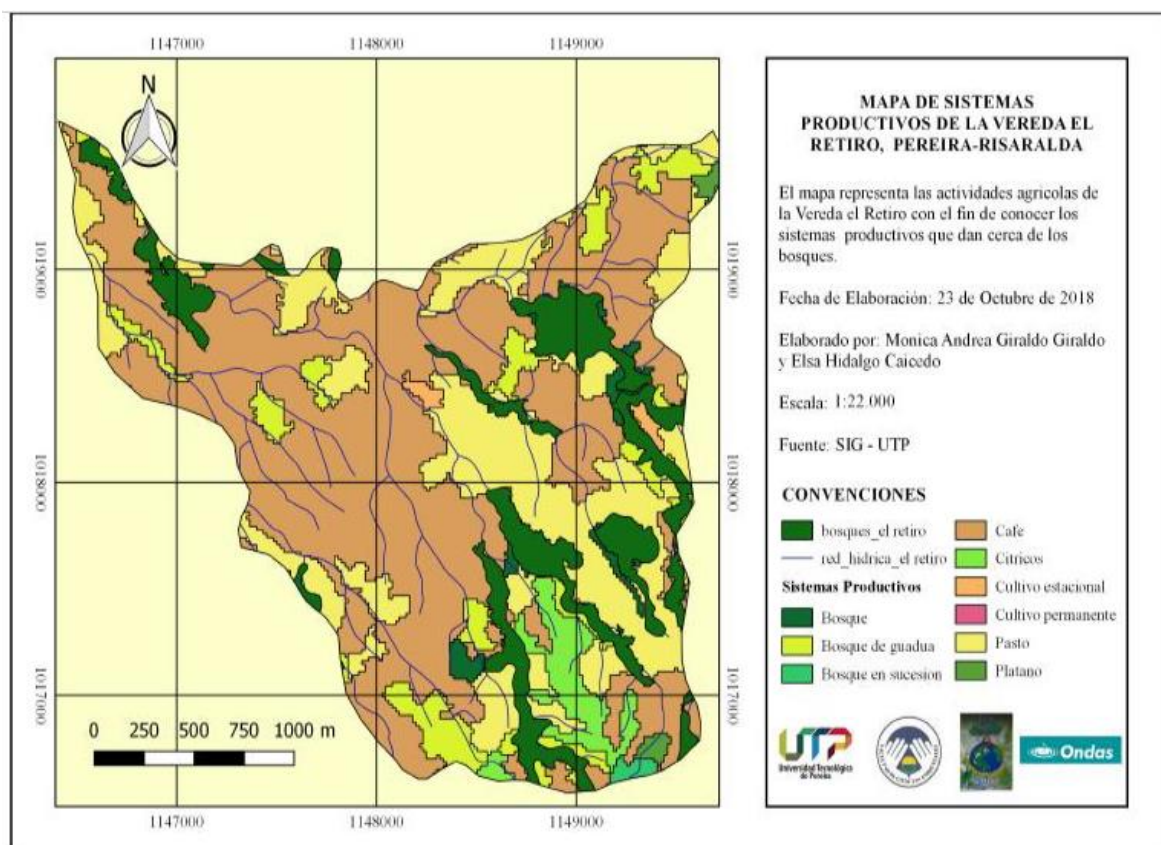 1147000 1148000 1149000
N
1019000 1019000
1018000 1018000
1017000 1017000
0 250 500 750 1000 m
1147000 1148000 1149000
MAPA DE SISTEMAS
PRODUCTIVOS DE LA VEREDA EL
RETIRO, PEREIRA-RISARALDA
El mapa representa las actividades agricolas de
la Vereda el Retiro con el fin de conocer los
sistemas productivos que dan cerca de los
bosques.
Fecha de Elaboración: 23 de Octubre de 2018
Elaborado por: Monica Andrea Giraldo Giraldo
y Elsa Hidalgo Caicedo
Escala: 1:22.000
Fuente: SIG - UTP
CONVENCIONES
bosques_el retiro
red_hidrica_el retiro
Sistemas Productivos
Bosque
Bosque de guadua
Bosque en sucesion
Cafe
Citricos
Cultivo estacional
Cultivo permanente
Pasto
Platano
UTP
Universidad Tecnológica
de Pereira
Ondas